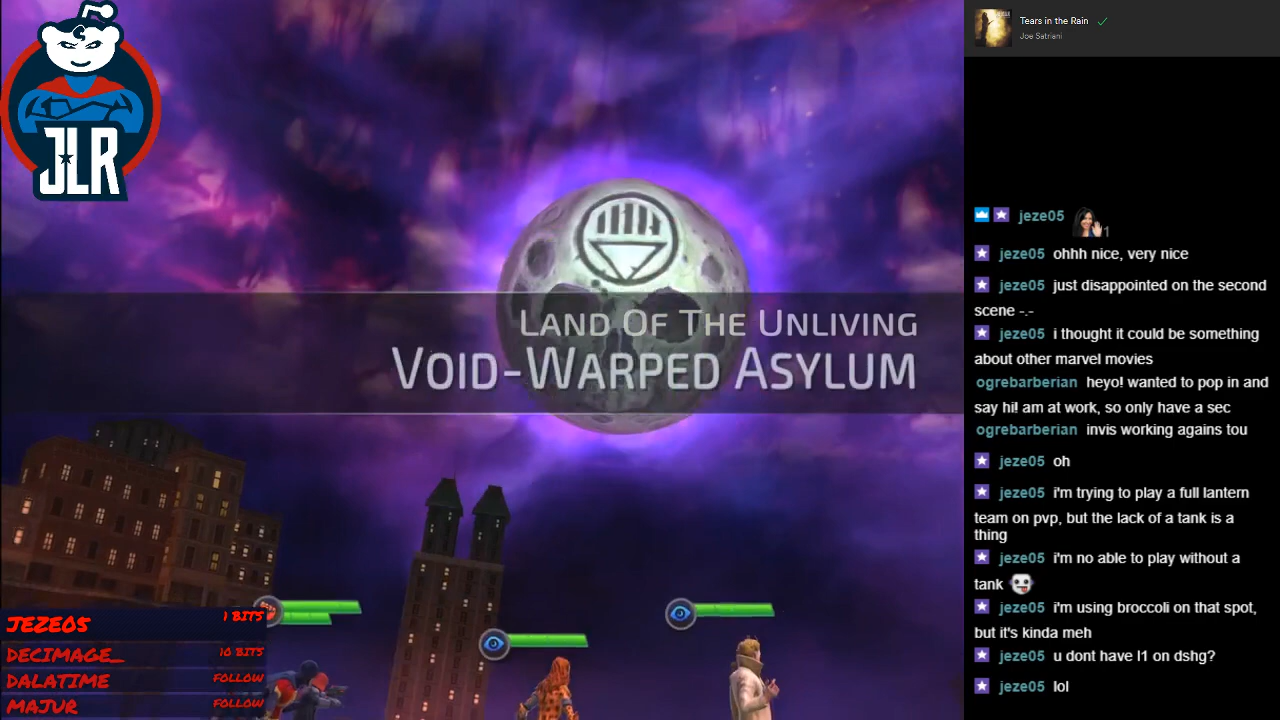 JLR
LAND OF THE UNLIVING
VOID-WARPED ASYLUM
JEZE05 1 BITS
DECIMAGE_ 10 BITS
DALATIME FOLLOW
MAJUR FOLLOW
Tears in the Rain
Joe Satriani
jeze05 1
jeze05 ohhh nice, very nice
jeze05 just disappointed on the second
scene -.-
jeze05 i thought it could be something
about other marvel movies
ogrebarberian heyo! wanted to pop in and
say hi! am at work, so only have a sec
ogrebarberian invis working agains tou
jeze05 oh
jeze05 i'm trying to play a full lantern
team on pvp, but the lack of a tank is a
thing
jeze05 i'm no able to play without a
tank
jeze05 i'm using broccoli on that spot,
but it's kinda meh
jeze05 u dont have l1 on dshg?
jeze05 lol